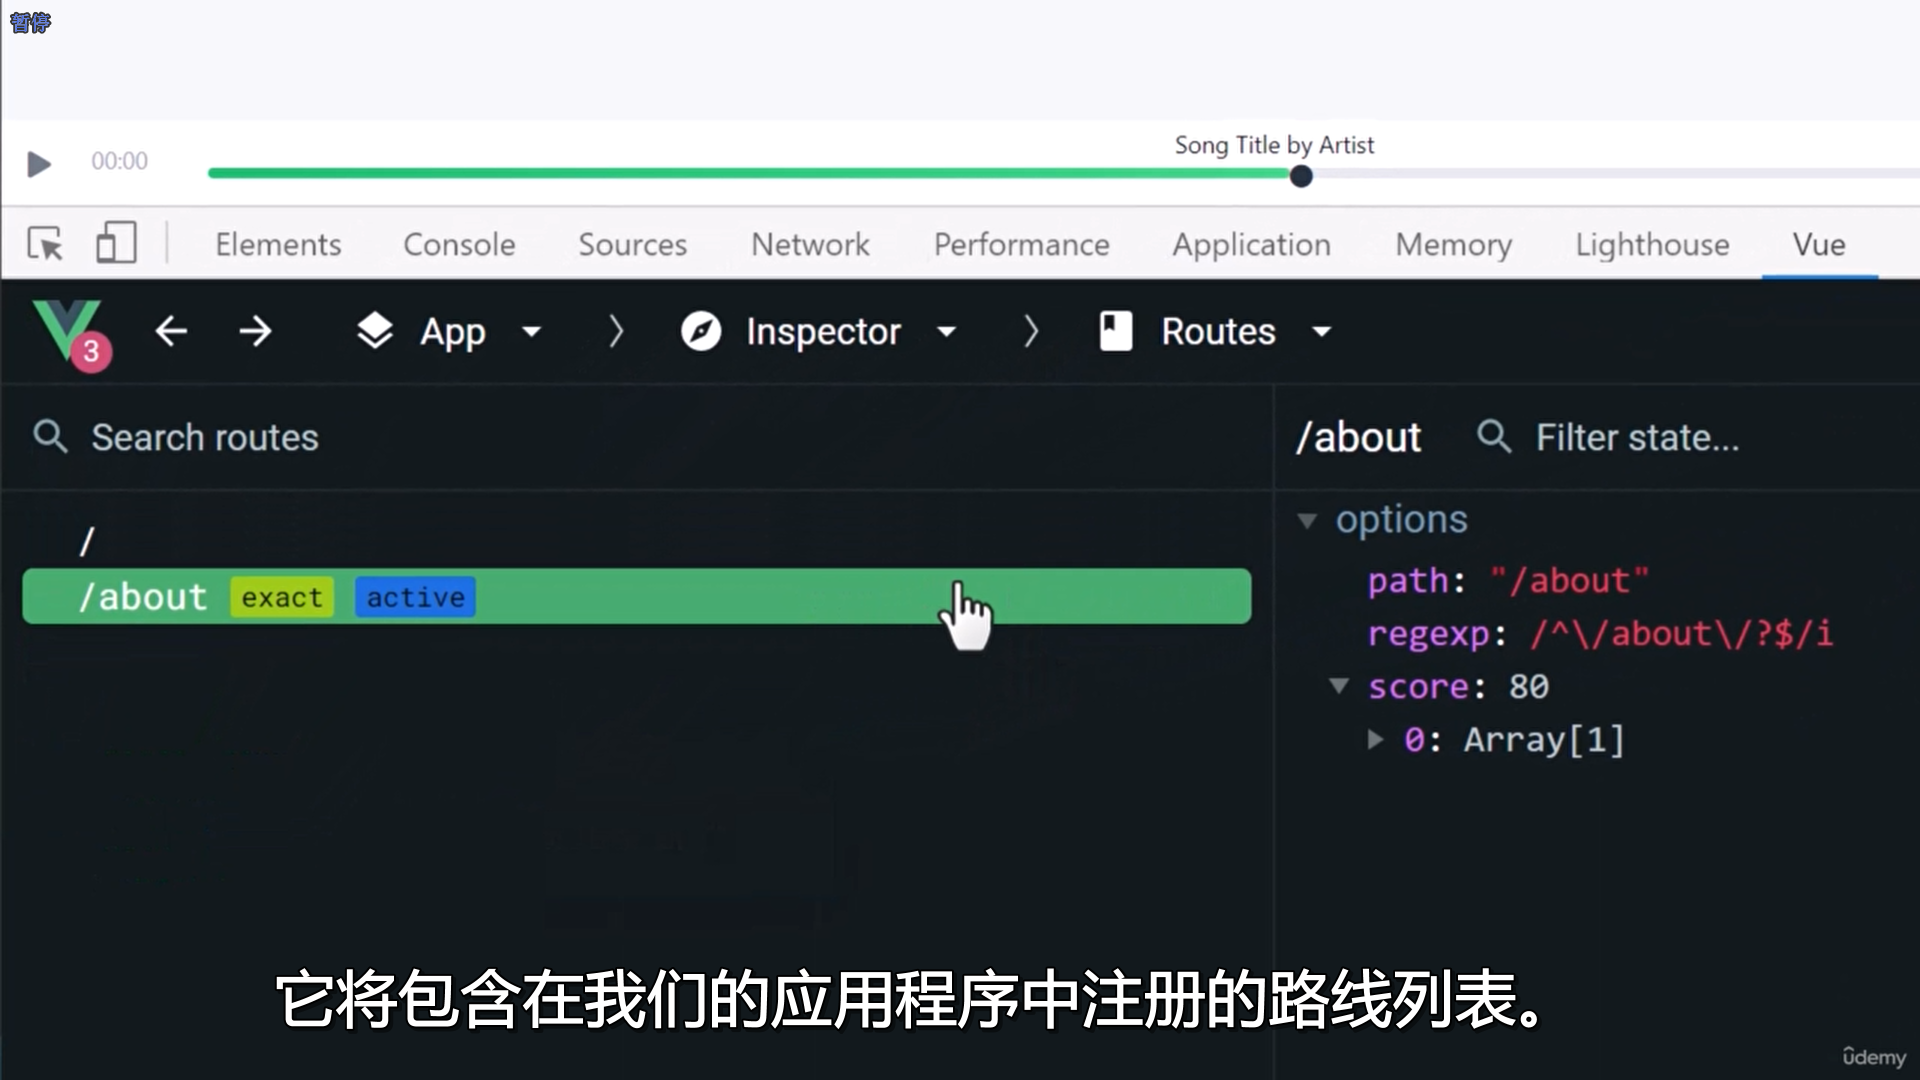 暂停
Song Title by Artist
00:00
Elements Console Sources Network Performance Application Memory Lighthouse Vue
3 App Inspector Routes
Search routes
/about Filter state...
/
/about exact active
options
path: "/about"
regexp: /^\/about\/?$/i
score: 80
0: Array[1]
它将包含在我们的应用程序中注册的路线列表。
ûdemy